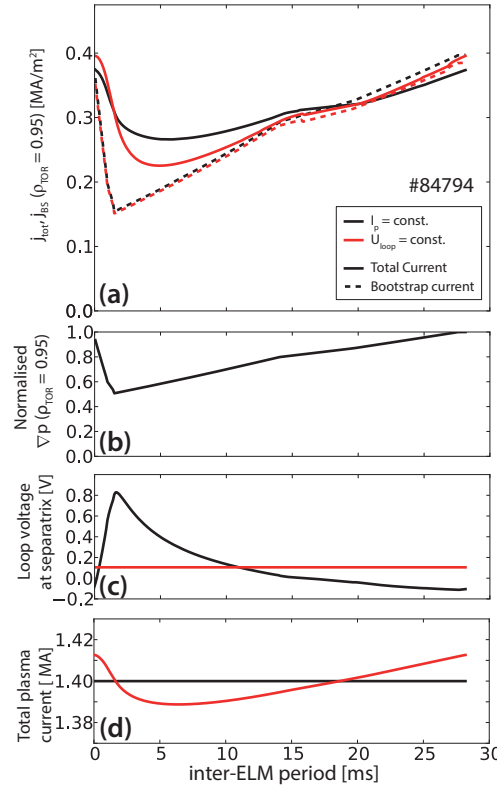 j_tot, j_BS (ρ_TOR = 0.95) [MA/m²]
0.4
0.3
0.2
0.1
0.0
#84794
I_p = const.
U_loop = const.
Total Current
Bootstrap current
(a)
Normalised
∇p (ρ_TOR = 0.95)
1.0
0.8
0.6
0.4
0.2
0.0
(b)
Loop voltage
at separatrix [V]
0.8
0.6
0.4
0.2
0.0
−0.2
(c)
Total plasma
current [ MA]
1.42
1.40
1.38
(d)
0 5 10 15 20 25 30
inter-ELM period [ms]